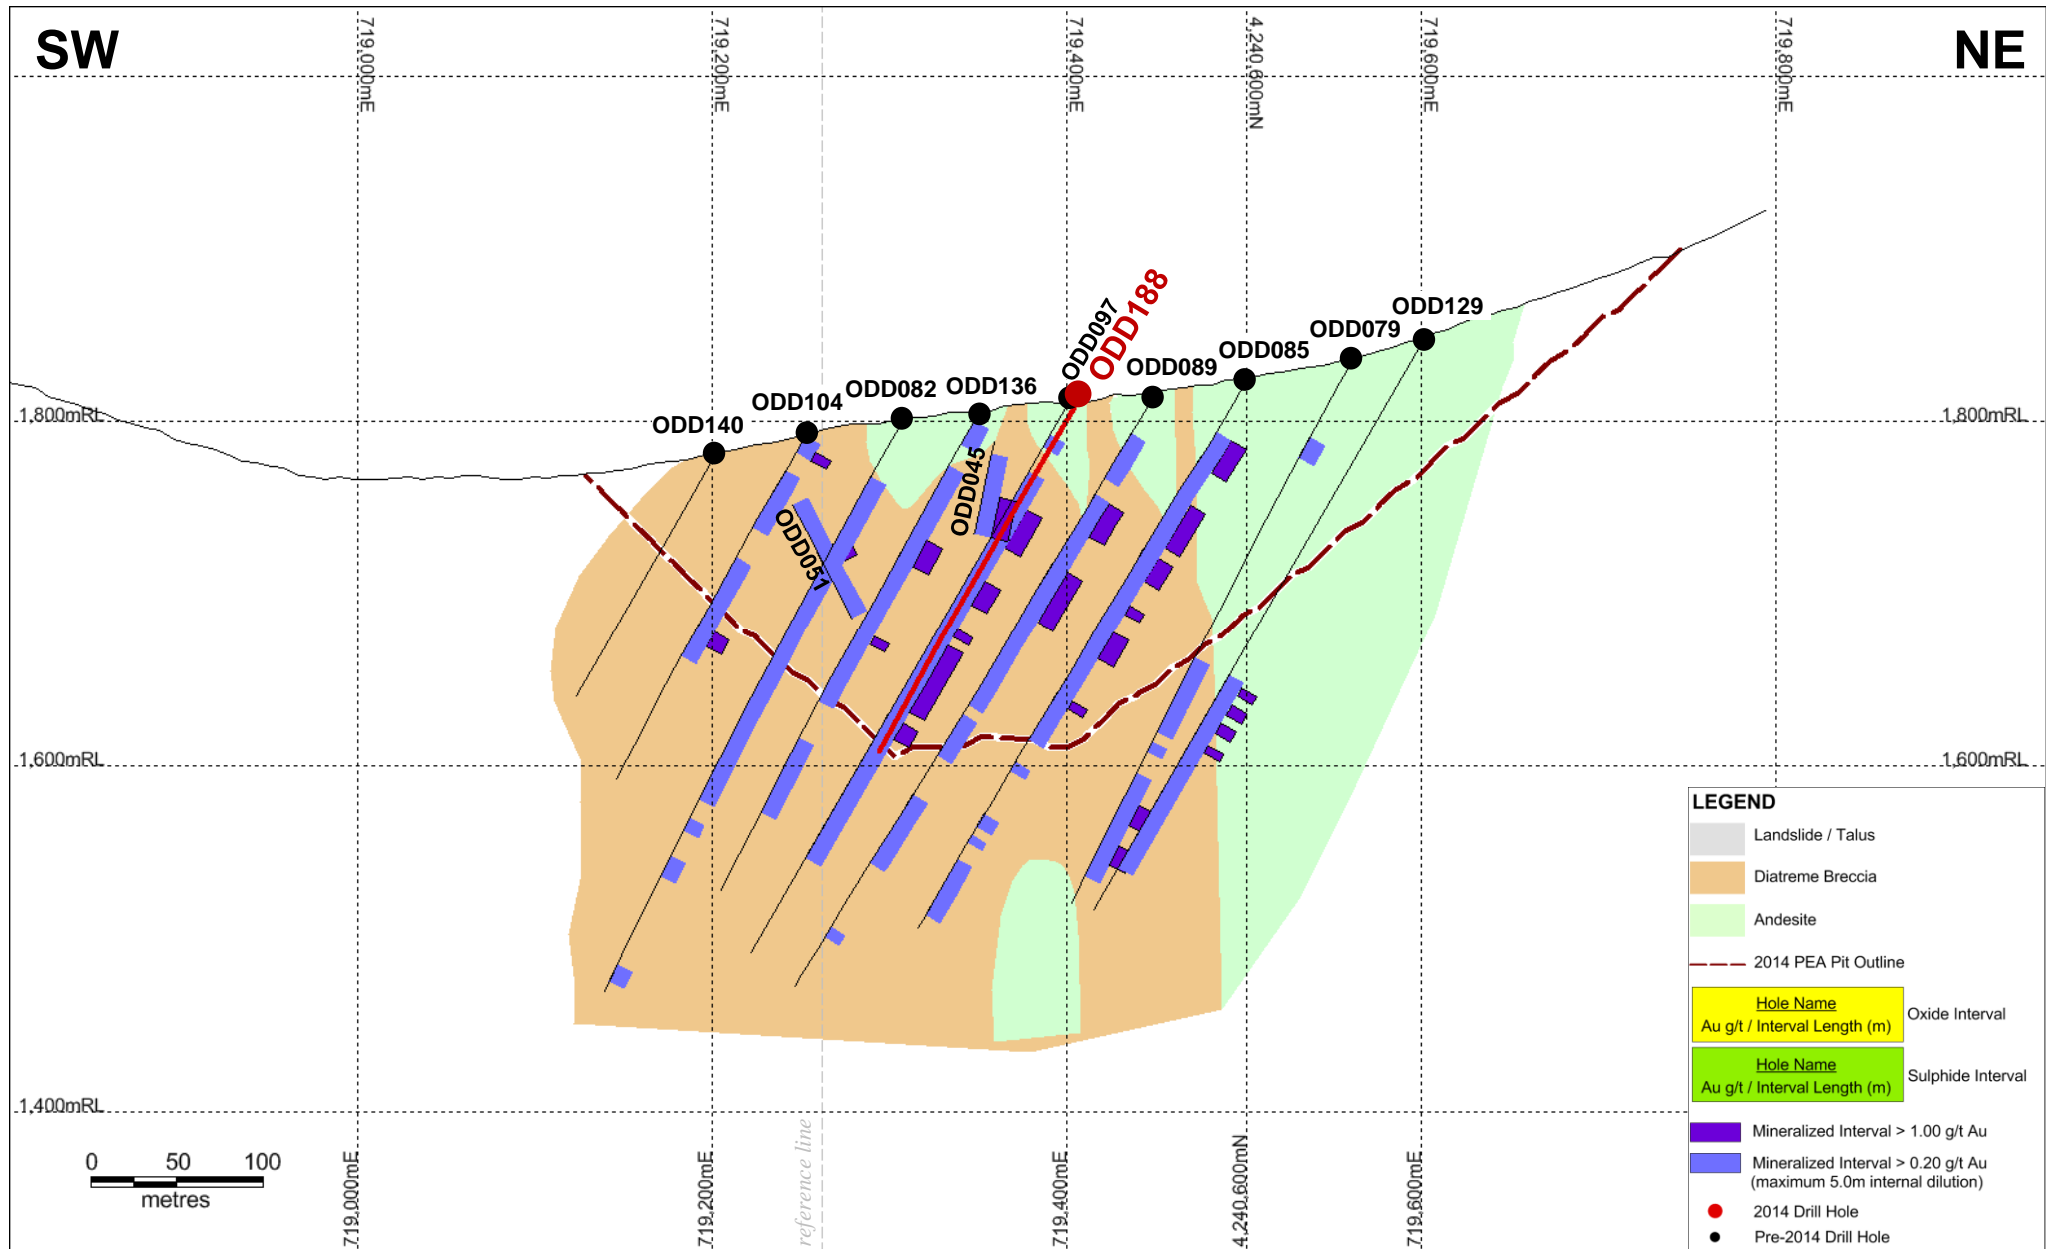 SW
NE
719,000mE
719,200mE
719,400mE
4,240,600mN
719,600mE
719,800mE
ODD188
ODD097
ODD129
ODD079
ODD085
ODD089
ODD136
ODD082
ODD104
ODD140
1,800mRL
1,800mRL
ODD045
ODD051
1,600mRL
1,600mRL
1,400mRL
LEGEND
Landslide / Talus
Diatreme Breccia
Andesite
2014 PEA Pit Outline
Hole Name
Au g/t / Interval Length (m)
Oxide Interval
Hole Name
Au g/t / Interval Length (m)
Sulphide Interval
Mineralized Interval > 1.00 g/t Au
Mineralized Interval > 0.20 g/t Au
(maximum 5.0m internal dilution)
2014 Drill Hole
Pre-2014 Drill Hole
0 50 100
metres
719,000mE
719,200mE
reference line
719,400mE
4,240,600mN
719,600mE